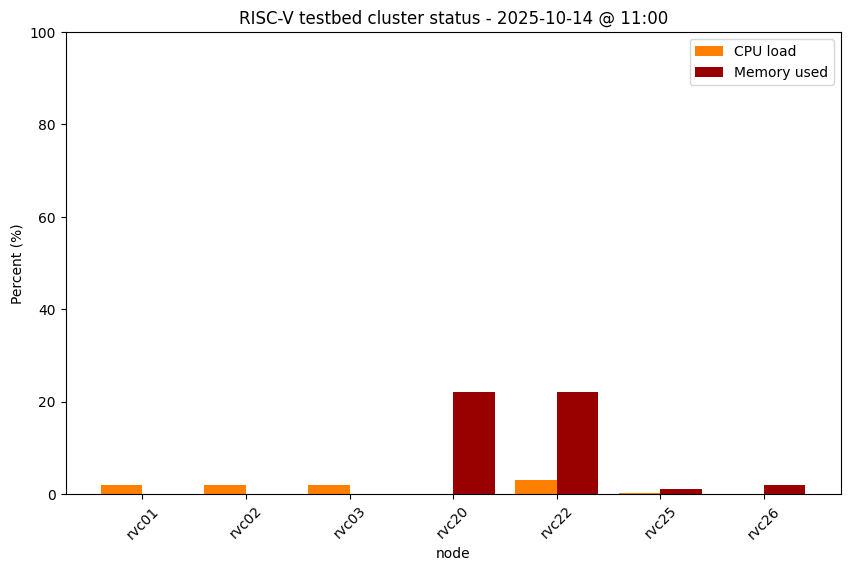 RISC-V testbed cluster status - 2025-10-14 @ 11:00
CPU load
Memory used
Percent (%)
100
80
60
40
20
0
rvc01
rvc02
rvc03
rvc20
rvc22
rvc25
rvc26
node